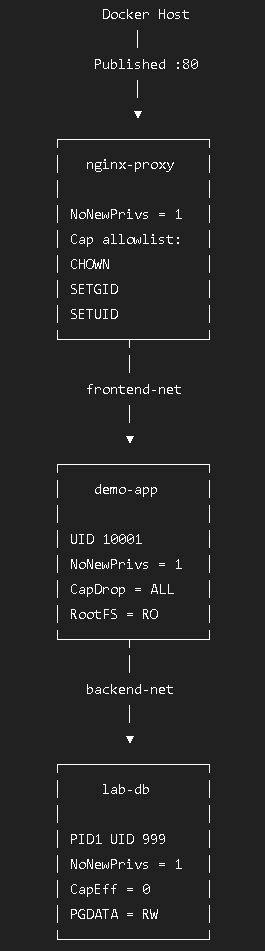 Docker Host
Published :80
nginx-proxy
NoNewPrivs = 1
Cap allowlist:
CHOWN
SETGID
SETUID
frontend-net
demo-app
UID 10001
NoNewPrivs = 1
CapDrop = ALL
RootFS = RO
backend-net
lab-db
PID1 UID 999
NoNewPrivs = 1
CapEff = 0
PGDATA = RW